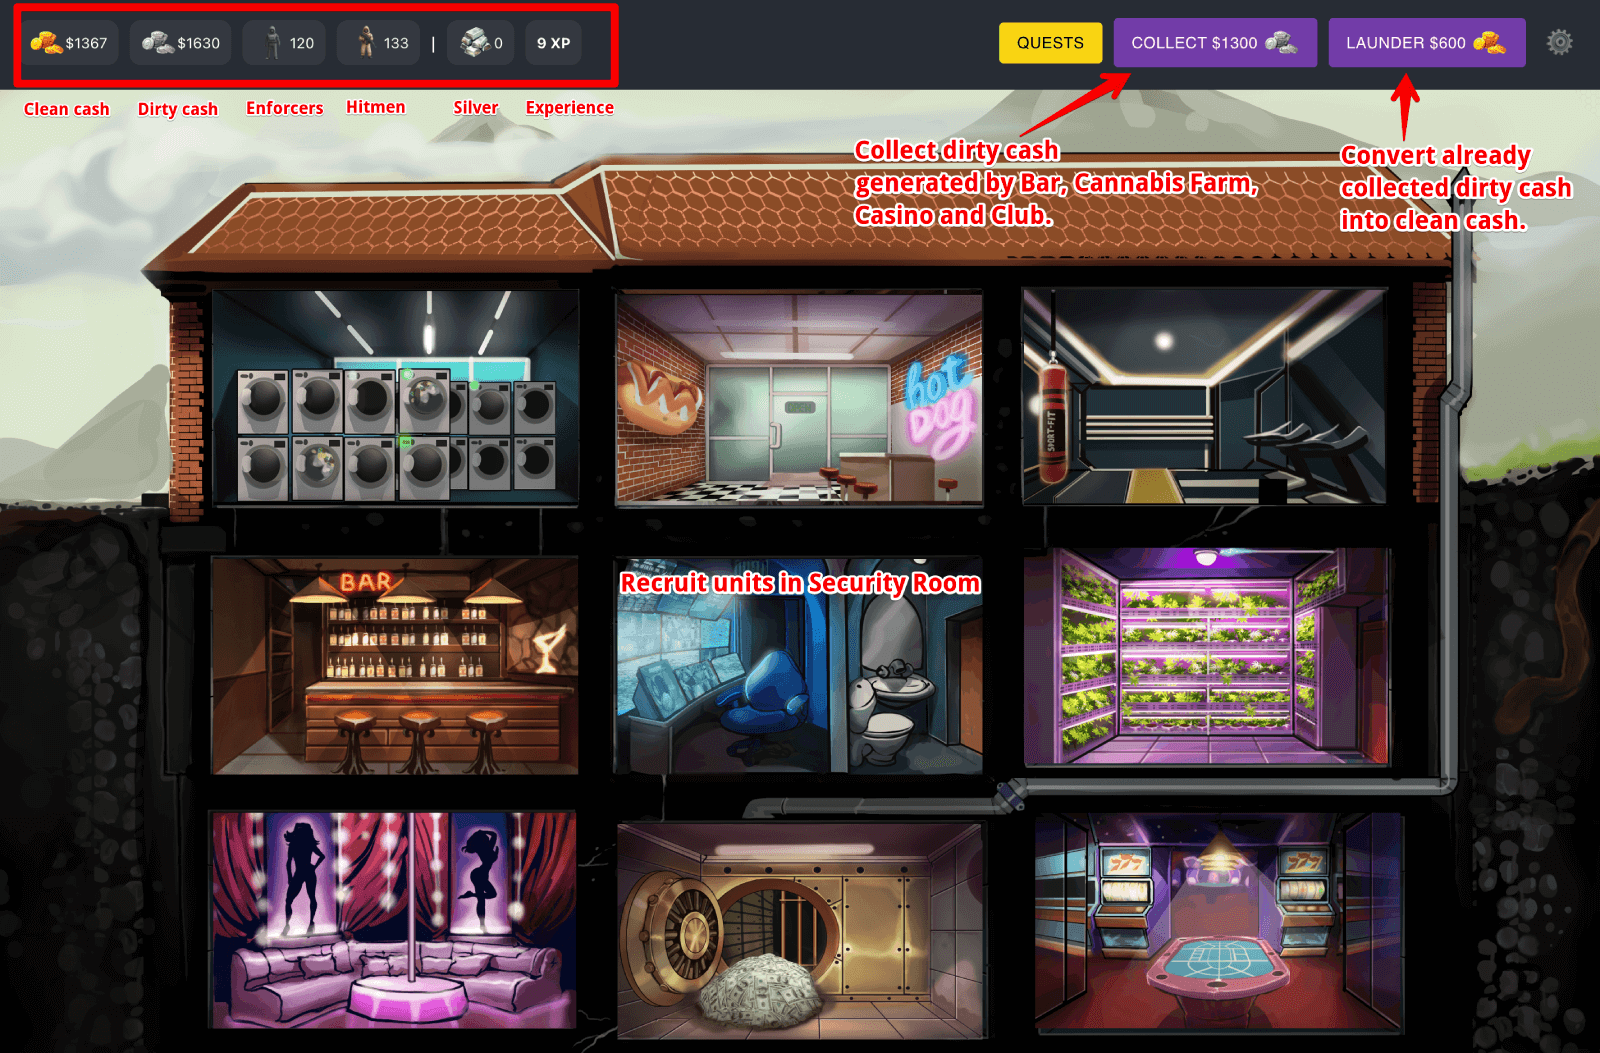 $1367
$1630
120
133
|
0
9 XP
QUESTS
COLLECT $1300
LAUNDER $600
Clean cash
Dirty cash
Enforcers
Hitmen
Silver
Experience
Collect dirty cash
generated by Bar, Cannabis Farm,
Casino and Club.
Convert already
collected dirty cash
into clean cash.
hot
Dog
SPORT-FIT
BAR
Recruit units in Security Room
777
777